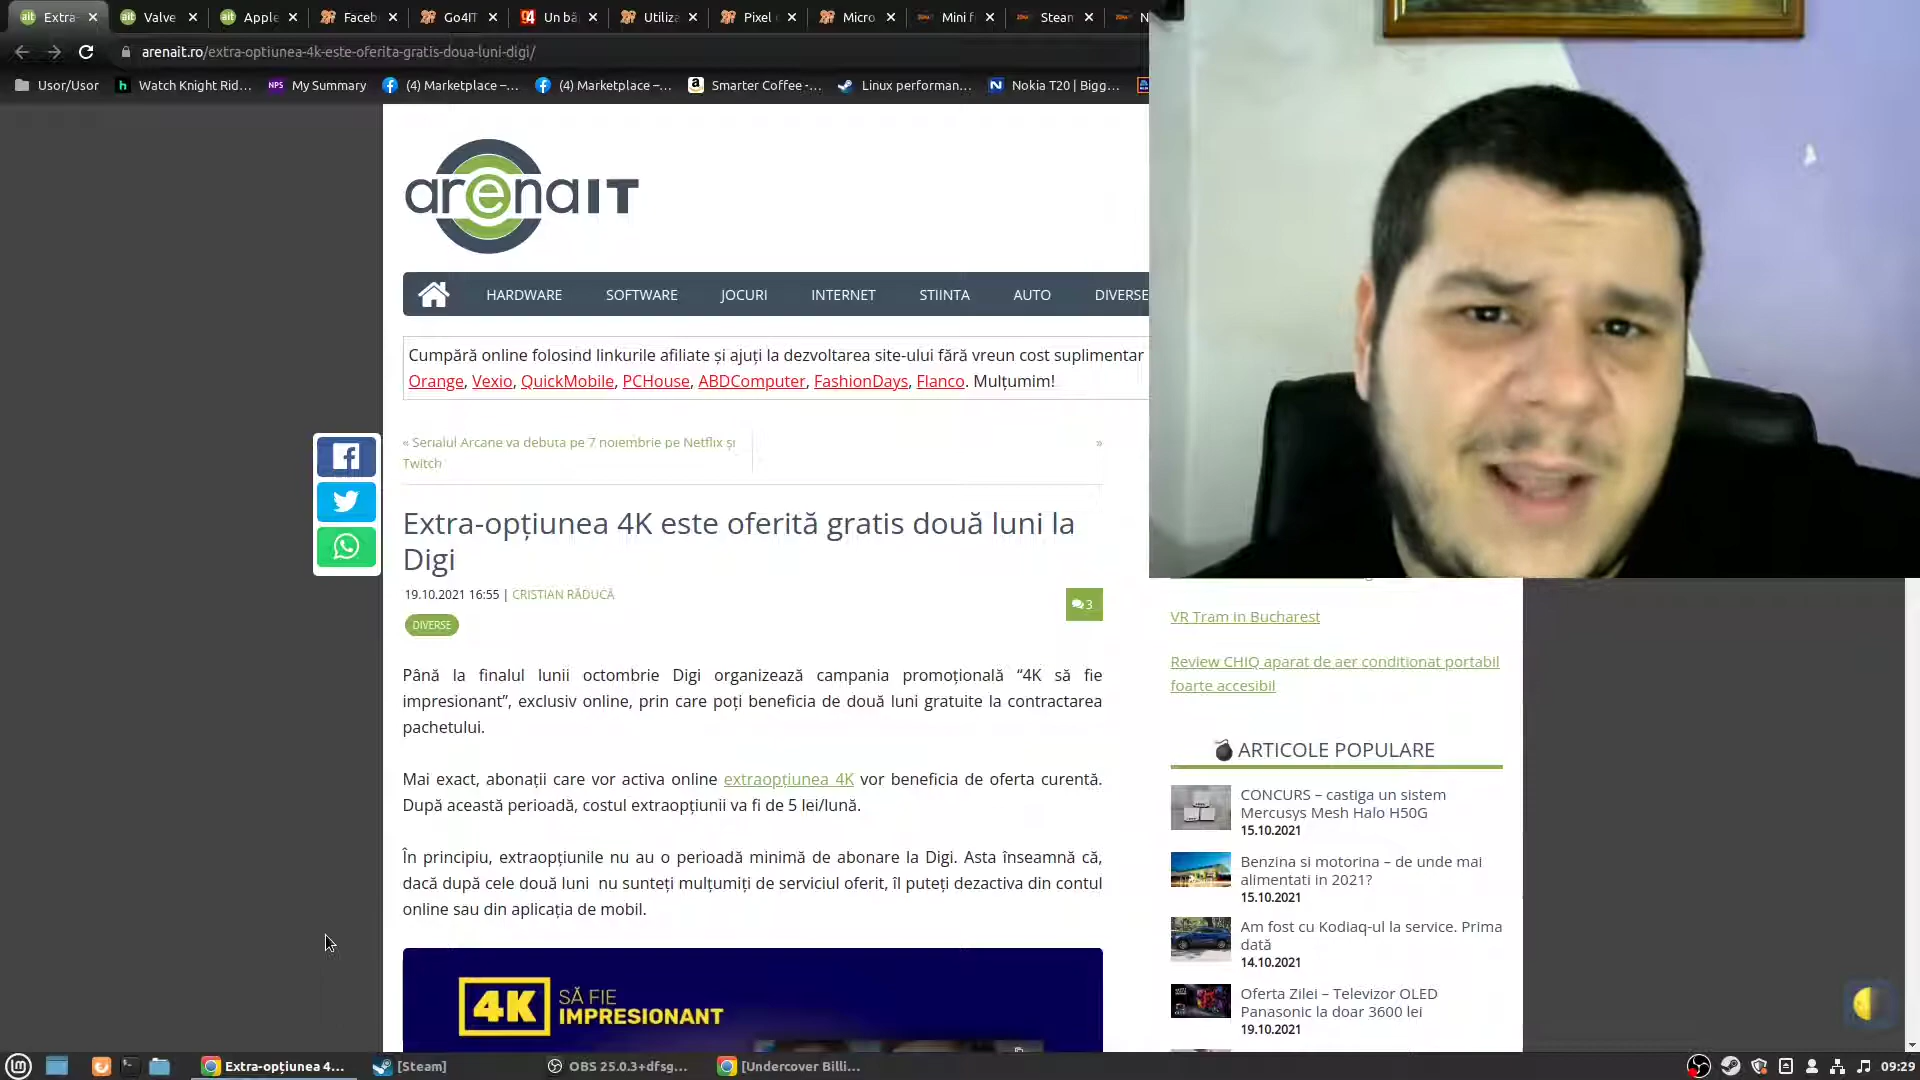 Extra-
Valve
Apple
Faceb
Go4IT
Un bă
Utiliza
Pixel
Micro
Mini f
Stean
N
arenait.ro/extra-optiunea-4k-este-oferita-gratis-doua-luni-digi/
Usor/Usor
Watch Knight Rid...
NPS My Summary
(4) Marketplace –...
(4) Marketplace –...
Smarter Coffee -...
Linux performan...
Nokia T20 | Bigg...
arenaIT
HARDWARE SOFTWARE JOCURI INTERNET STIINTA AUTO DIVERSE
Cumpără online folosind linkurile afiliate și ajuți la dezvoltarea site-ului fără vreun cost suplimentar
Orange, Vexio, QuickMobile, PCHouse, ABDComputer, FashionDays, Flanco. Mulțumim!
« Serialul Arcane va debuta pe 7 noiembrie pe Netflix și
Twitch
»
Extra-opțiunea 4K este oferită gratis două luni la
Digi
19.10.2021 16:55 | CRISTIAN RĂDUCĂ
3
DIVERSE
Până la finalul lunii octombrie Digi organizează campania promoțională “4K să fie
impresionant”, exclusiv online, prin care poți beneficia de două luni gratuite la contractarea
pachetului.
Mai exact, abonații care vor activa online extraopțiunea 4K vor beneficia de oferta curentă.
După această perioadă, costul extraopțiunii va fi de 5 lei/lună.
În principiu, extraopțiunile nu au o perioadă minimă de abonare la Digi. Asta înseamnă că,
dacă după cele două luni nu sunteți mulțumiți de serviciul oferit, îl puteți dezactiva din contul
online sau din aplicația de mobil.
4K SĂ FIE
IMPRESIONANT
VR Tram in Bucharest
Review CHIQ aparat de aer conditionat portabil
foarte accesibil
ARTICOLE POPULARE
CONCURS – castiga un sistem
Mercusys Mesh Halo H50G
15.10.2021
Benzina si motorina – de unde mai
alimentati in 2021?
15.10.2021
Am fost cu Kodiaq-ul la service. Prima
dată
14.10.2021
Oferta Zilei – Televizor OLED
Panasonic la doar 3600 lei
19.10.2021
Extra-opțiunea 4...
[Steam]
OBS 25.0.3+dfsg...
[Undercover Billi...
09:29